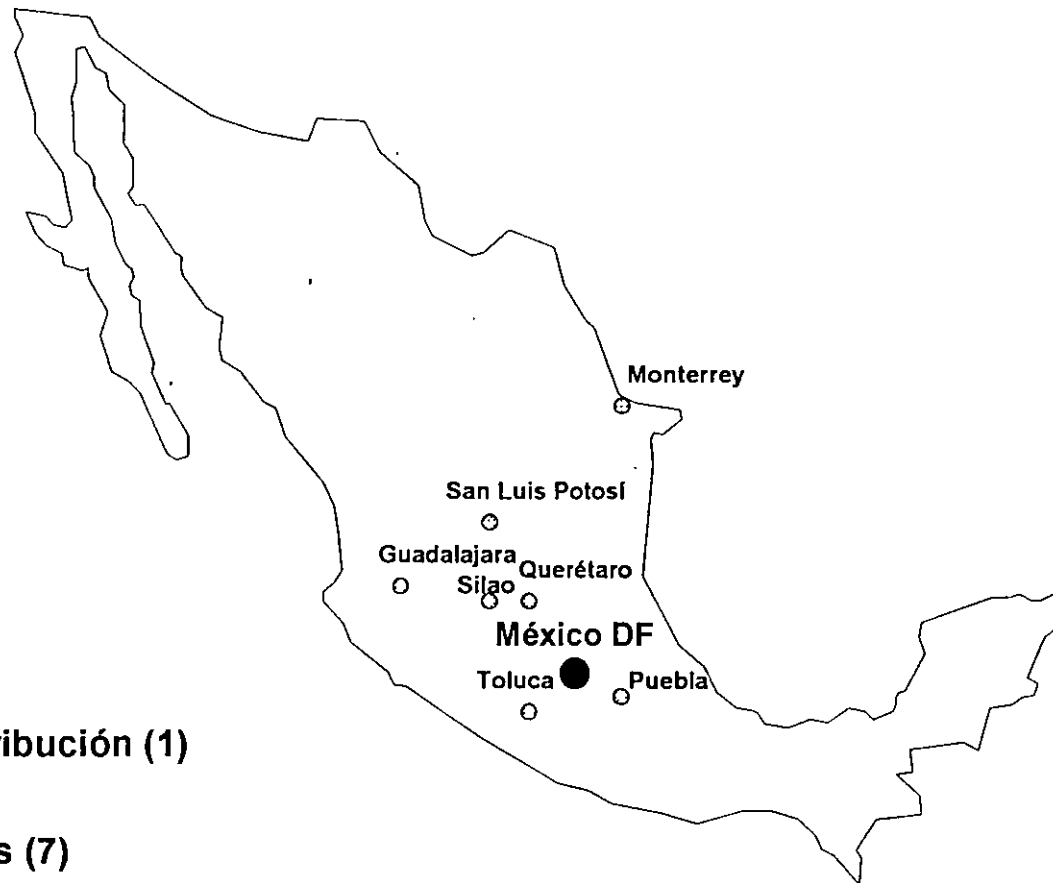 Monterrey
San Luis Potosí
Guadalajara
Silao
Querétaro
México DF
Toluca
Puebla
ribución (1)
s (7)